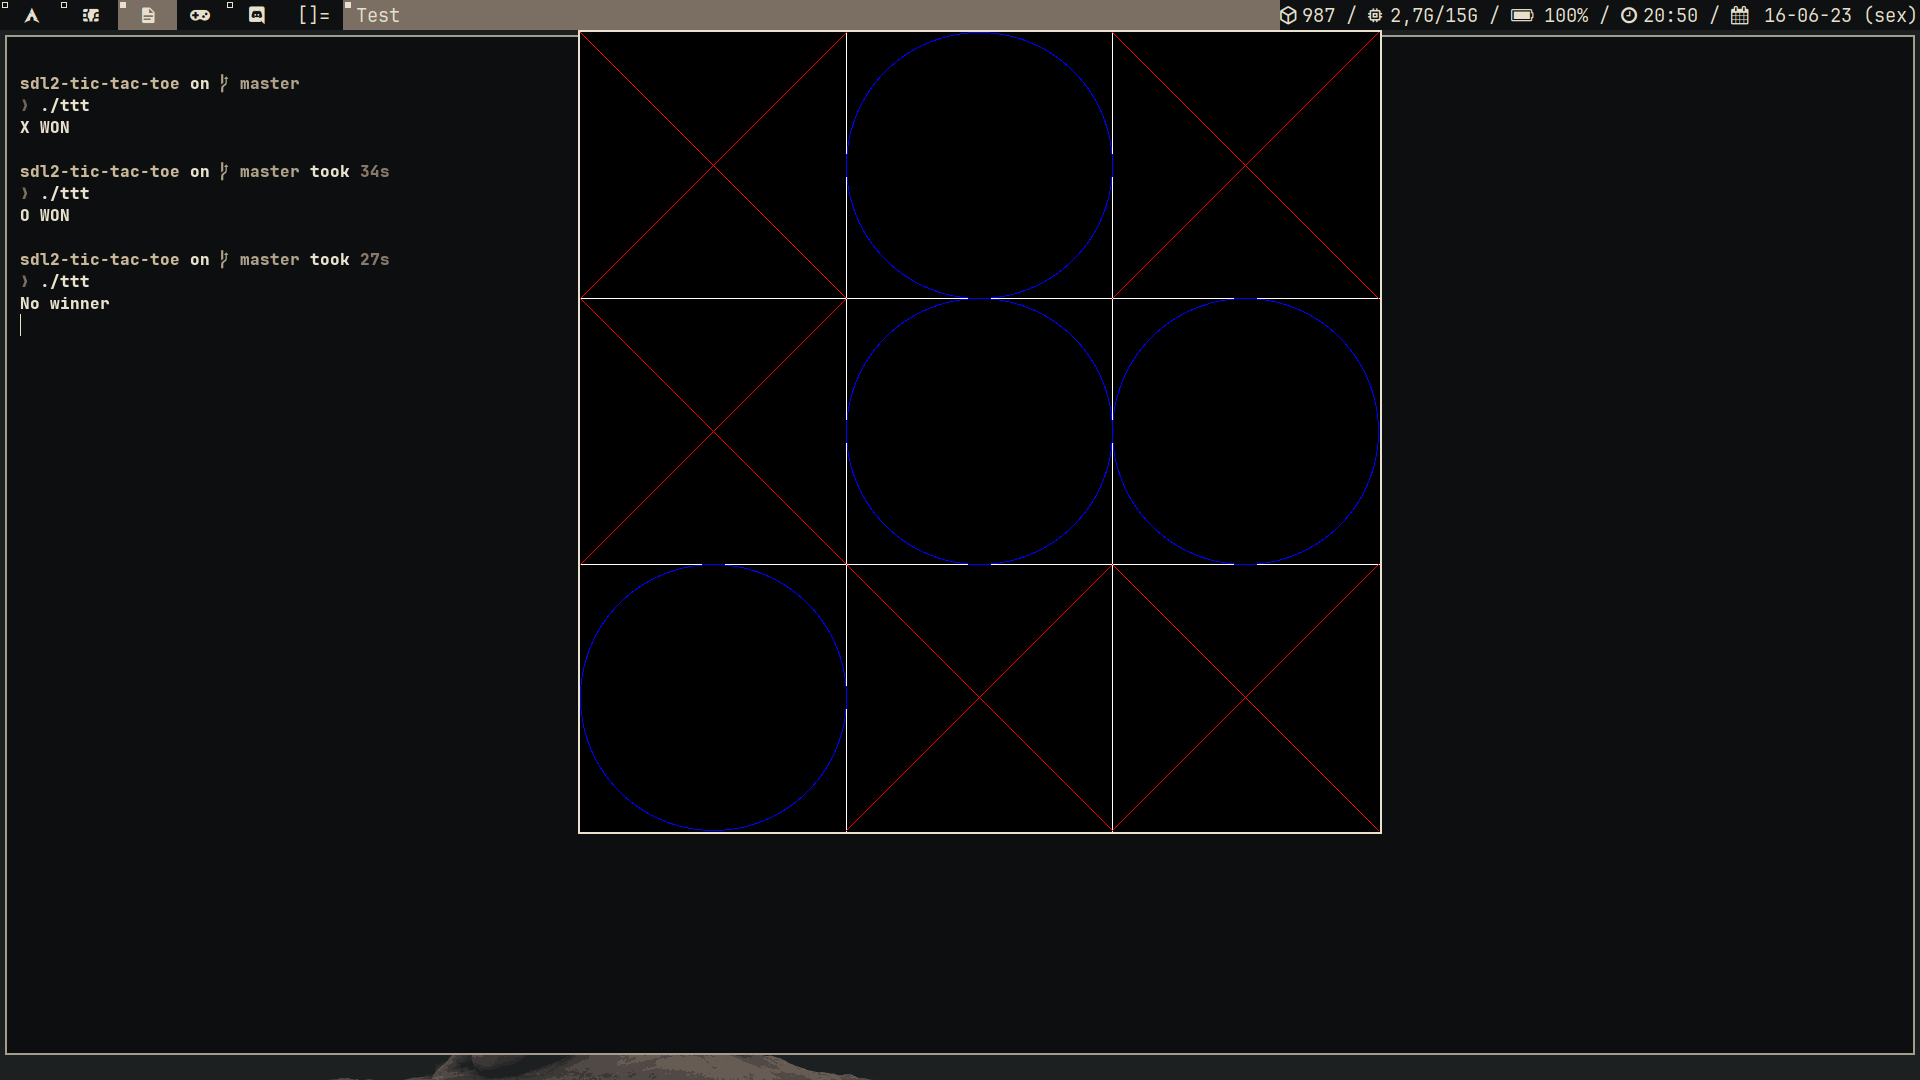 []= Test 987 / 2,7G/15G / 100% / 20:50 / 16-06-23 (sex)
sdl2-tic-tac-toe on master
❯ ./ttt
X WON
sdl2-tic-tac-toe on master took 34s
❯ ./ttt
O WON
sdl2-tic-tac-toe on master took 27s
❯ ./ttt
No winner